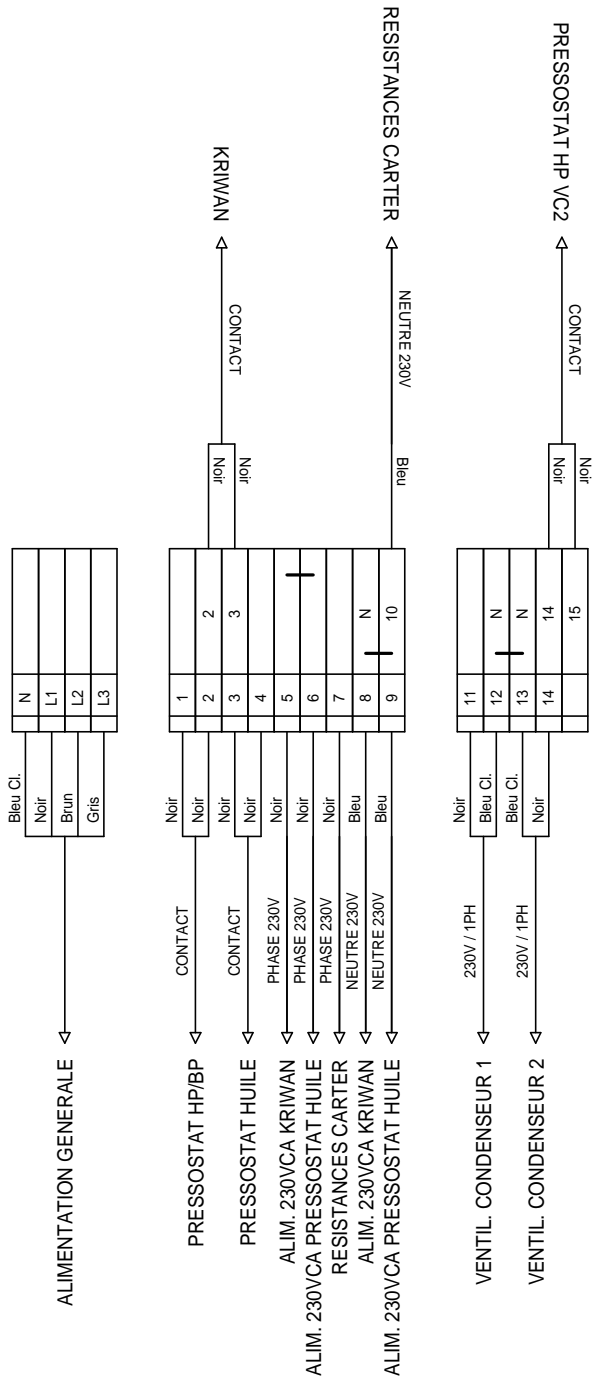 RESISTANCES CARTER
PRESSOSTAT HP VC2
KRIWAN
CONTACT
NEUTRE 230V
CONTACT
Noir
Noir
Bleu
Noir
Noir
N
L1
L2
L3
2
3
N
10
1
2
3
4
5
6
7
8
9
N
N
14
15
11
12
13
14
Bleu Cl.
Noir
Brun
Gris
Noir
Noir
Noir
Noir
Noir
Noir
Noir
Bleu
Bleu
Noir
Bleu Cl.
Bleu Cl.
Noir
CONTACT
CONTACT
PHASE 230V
PHASE 230V
PHASE 230V
NEUTRE 230V
NEUTRE 230V
230V / 1PH
230V / 1PH
ALIMENTATION GENERALE
PRESSOSTAT HP/BP
PRESSOSTAT HUILE
ALIM. 230VCA KRIWAN
ALIM. 230VCA PRESSOSTAT HUILE
RESISTANCES CARTER
ALIM. 230VCA KRIWAN
ALIM. 230VCA PRESSOSTAT HUILE
VENTIL. CONDENSEUR 1
VENTIL. CONDENSEUR 2